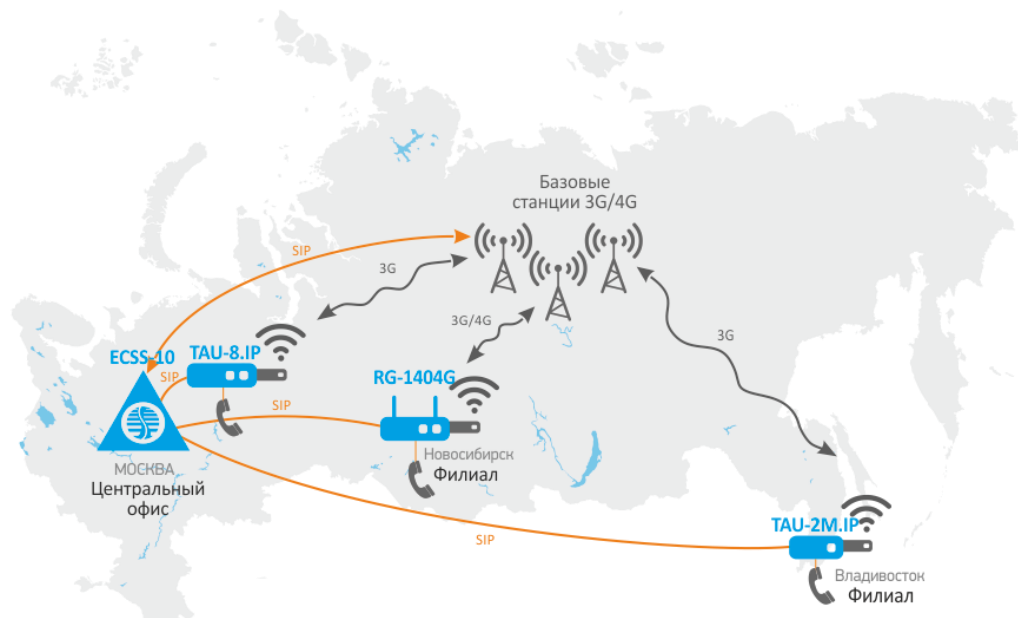 Базовые
станции 3G/4G
SIP
3G
3G/4G
3G
ECSS-10
TAU-8.IP
SIP
RG-1404G
SIP
Новосибирск
Филиал
МОСКВА
Центральный
офис
SIP
TAU-2M.IP
Владивосток
Филиал